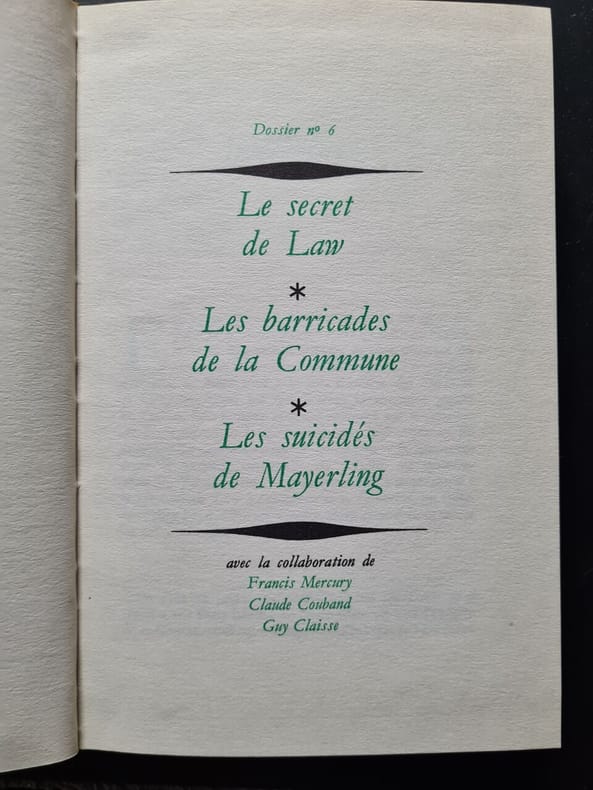 Dossier nº 6
Le secret
de Law
*
Les barricades
de la Commune
*
Les suicidés
de Mayerling
avec la collaboration de
Francis Mercury
Claude Couband
Guy Claisse